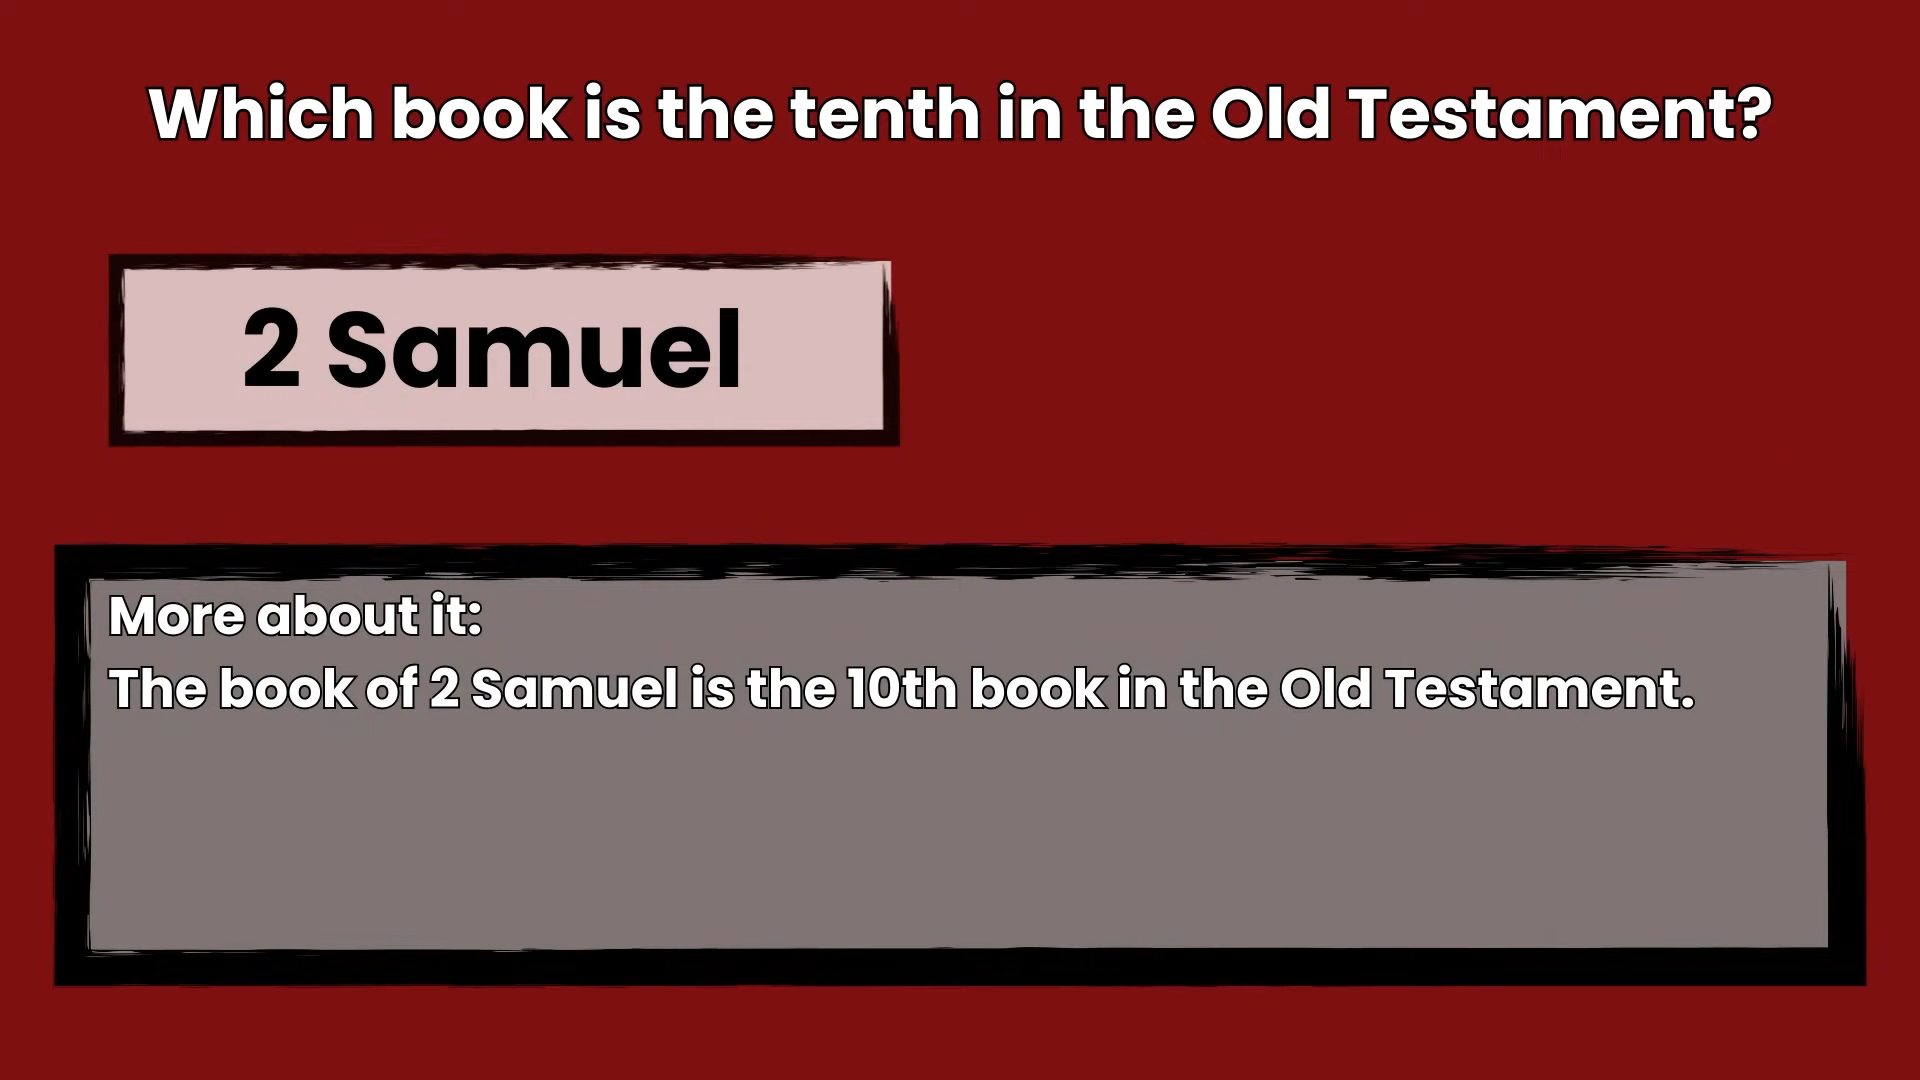 Which book is the tenth in the Old Testament?
2 Samuel
More about it:
The book of 2 Samuel is the 10th book in the Old Testament.